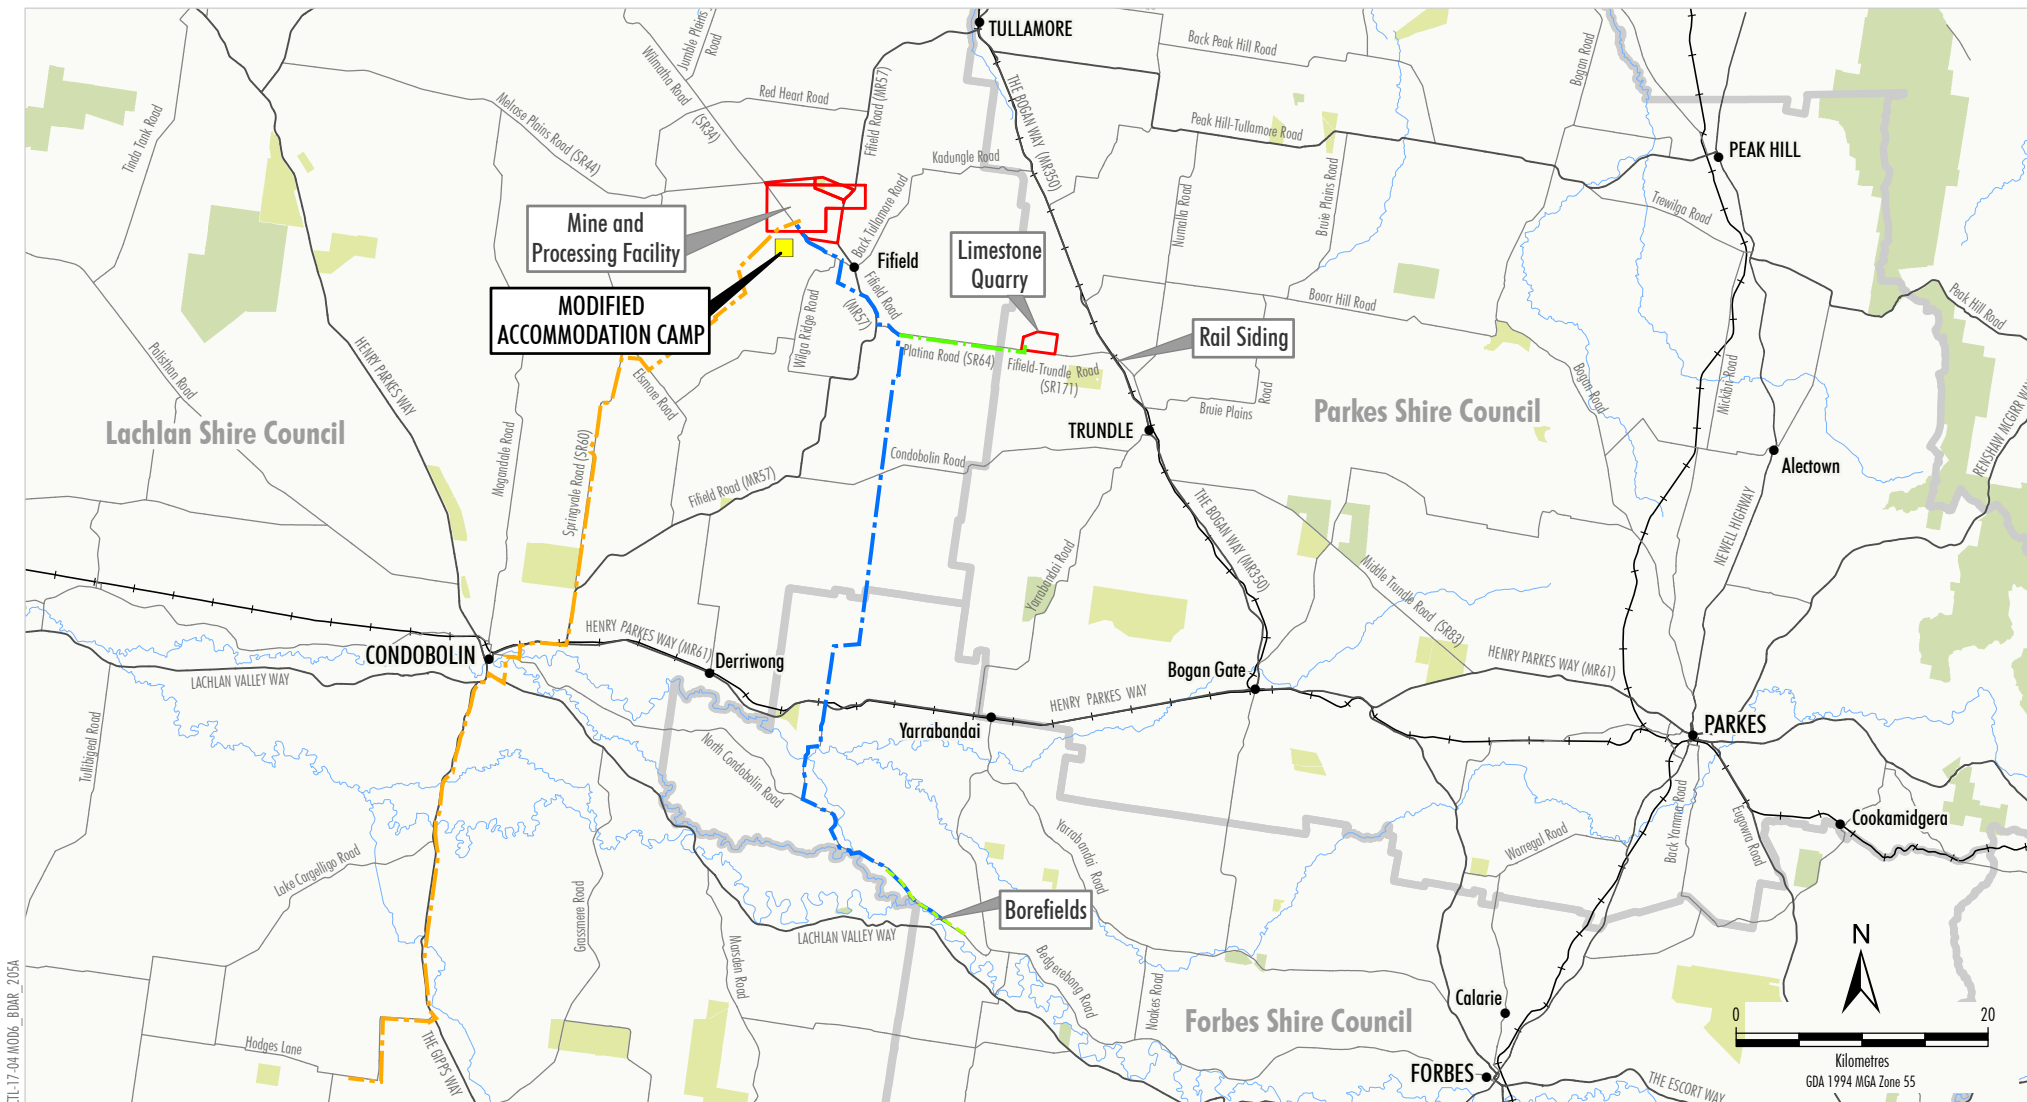 TULLAMORE
Jumble Plains
Road
Wilmatha Road
(SR34)
Back Peak Hill Road
Bogan Road
Red Heart Road
Fifield Road (MR57)
THE BOGAN WAY (MR350)
Tinda Tank Road
Melrose Plains Road (SR44)
Peak Hill-Tullamore Road
PEAK HILL
Kadungle Road
Back Tullamore Road
Numalla Road
Bruie Plains Road
Trewilga Road
Mine and
Processing Facility
Fifield
Limestone
Quarry
Peak Hill Road
Boorr Hill Road
MODIFIED
ACCOMMODATION CAMP
Fifield Road
(MR57)
Wilga Ridge Road
Rail Siding
Palisthan Road
HENRY PARKES WAY
Platina Road (SR64)
Fifield-Trundle Road
(SR171)
Elsmore Road
Bogan Road
Mickibri Road
Bruie Plains
Road
RENSHAW MCGIRR WAY
Lachlan Shire Council
Parkes Shire Council
TRUNDLE
Mogandale Road
Springvale Road (SR60)
Condobolin Road
Fifield Road (MR57)
Alectown
THE BOGAN WAY (MR350)
NEWELL HIGHWAY
Yarrabandai Road
Middle Trundle Road (SR83)
HENRY PARKES WAY (MR61)
CONDOBOLIN
Derriwong
LACHLAN VALLEY WAY
HENRY PARKES WAY (MR61)
Bogan Gate
HENRY PARKES WAY
Yarrabandai
PARKES
Tullibigeal Road
North Condobolin Road
Yarrabandai Road
Back Yamma Road
Eugowra Road
Cookamidgera
Warregal Road
Lake Cargelligo Road
Grassmere Road
Borefields
LACHLAN VALLEY WAY
Marsden Road
Bedgerebong Road
Noakes Road
N
Calarie
Forbes Shire Council
0
20
Kilometres
GDA 1994 MGA Zone 55
Hodges Lane
THE GIPPS WAY
FORBES
THE ESCORT WAY
CTL-17-04 MOD6_BDAR_205A